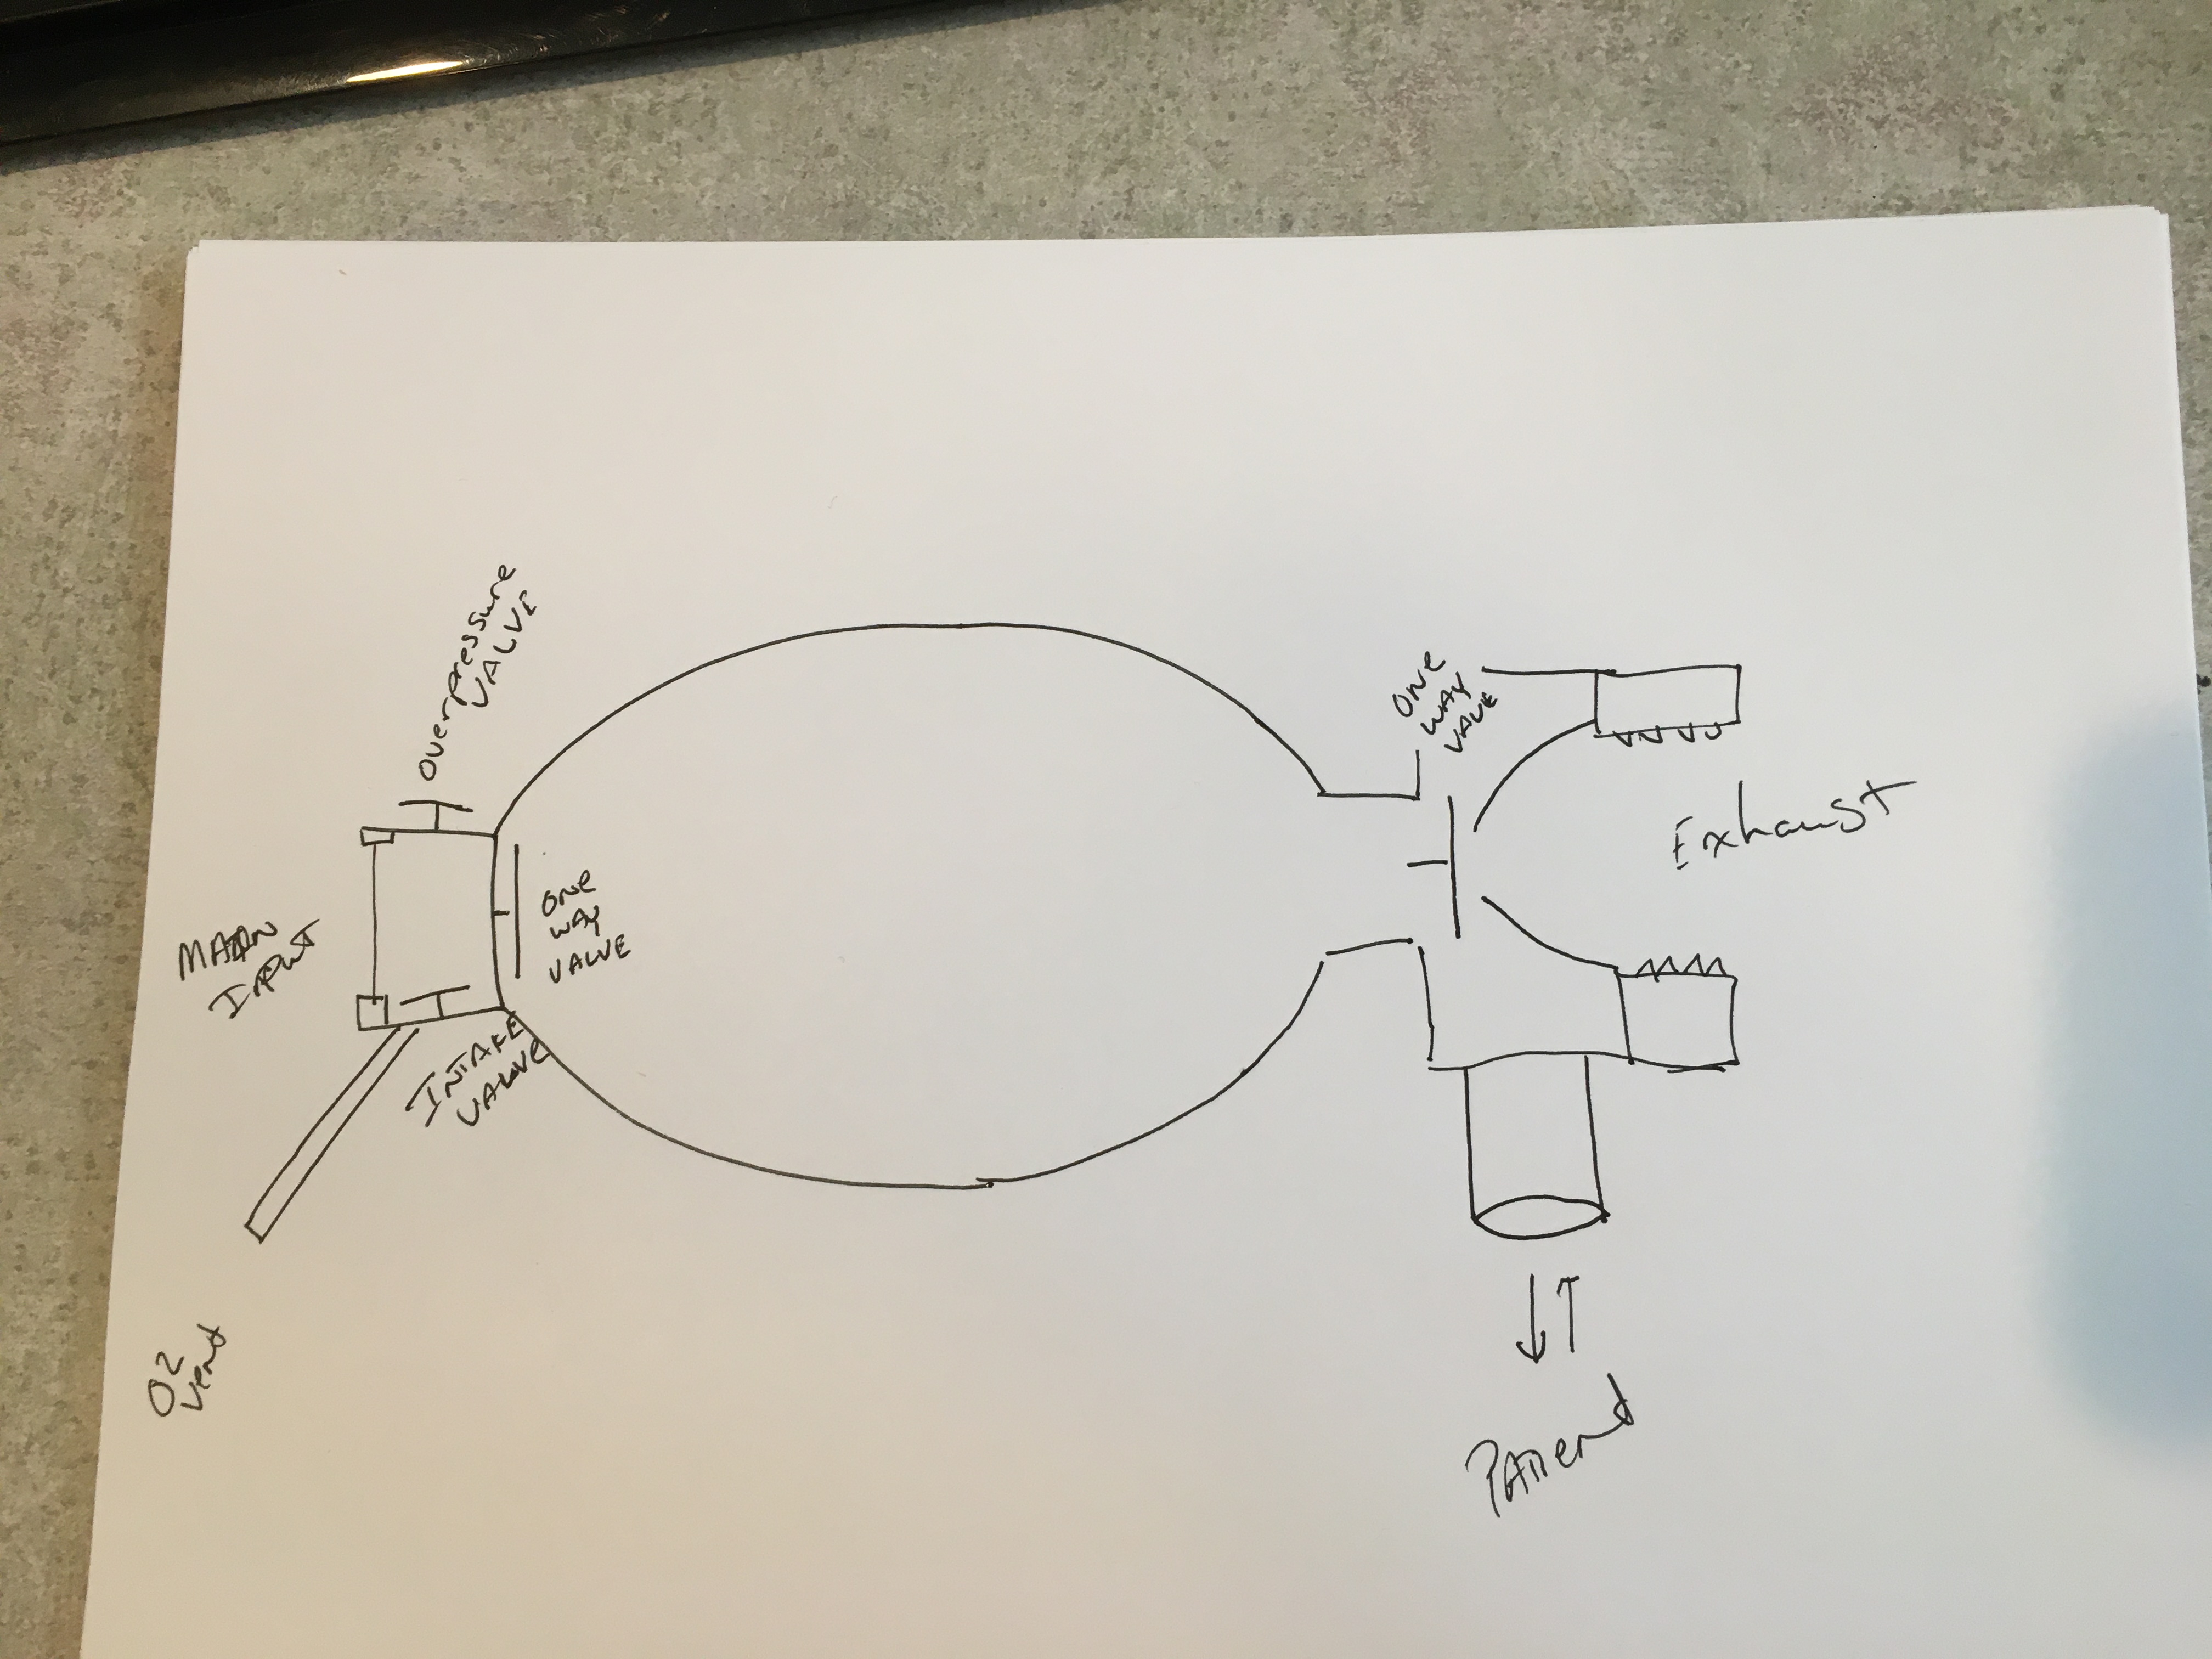 O2
Vent
MAIN
INPUT
INTAKE
VALVE
Overpressure
VALVE
One
WAY
VALVE
One
WAY
VALVE
PATIENT
Exhaust